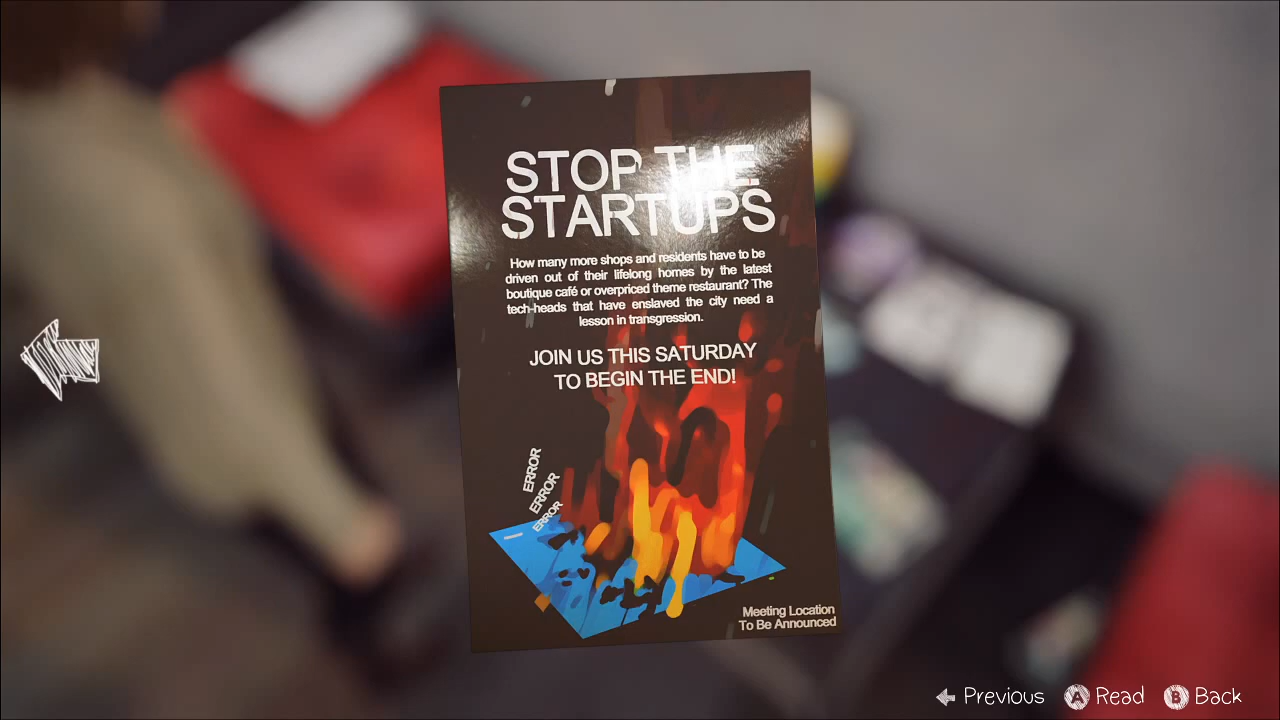 STOP THE
STARTUPS
How many more shops and residents have to be
driven out of their lifelong homes by the latest
boutique café or overpriced theme restaurant? The
tech-heads that have enslaved the city need a
lesson in transgression.
JOIN US THIS SATURDAY
TO BEGIN THE END!
ERROR
ERROR
ERROR
Meeting Location
To Be Announced
Previous A Read B Back